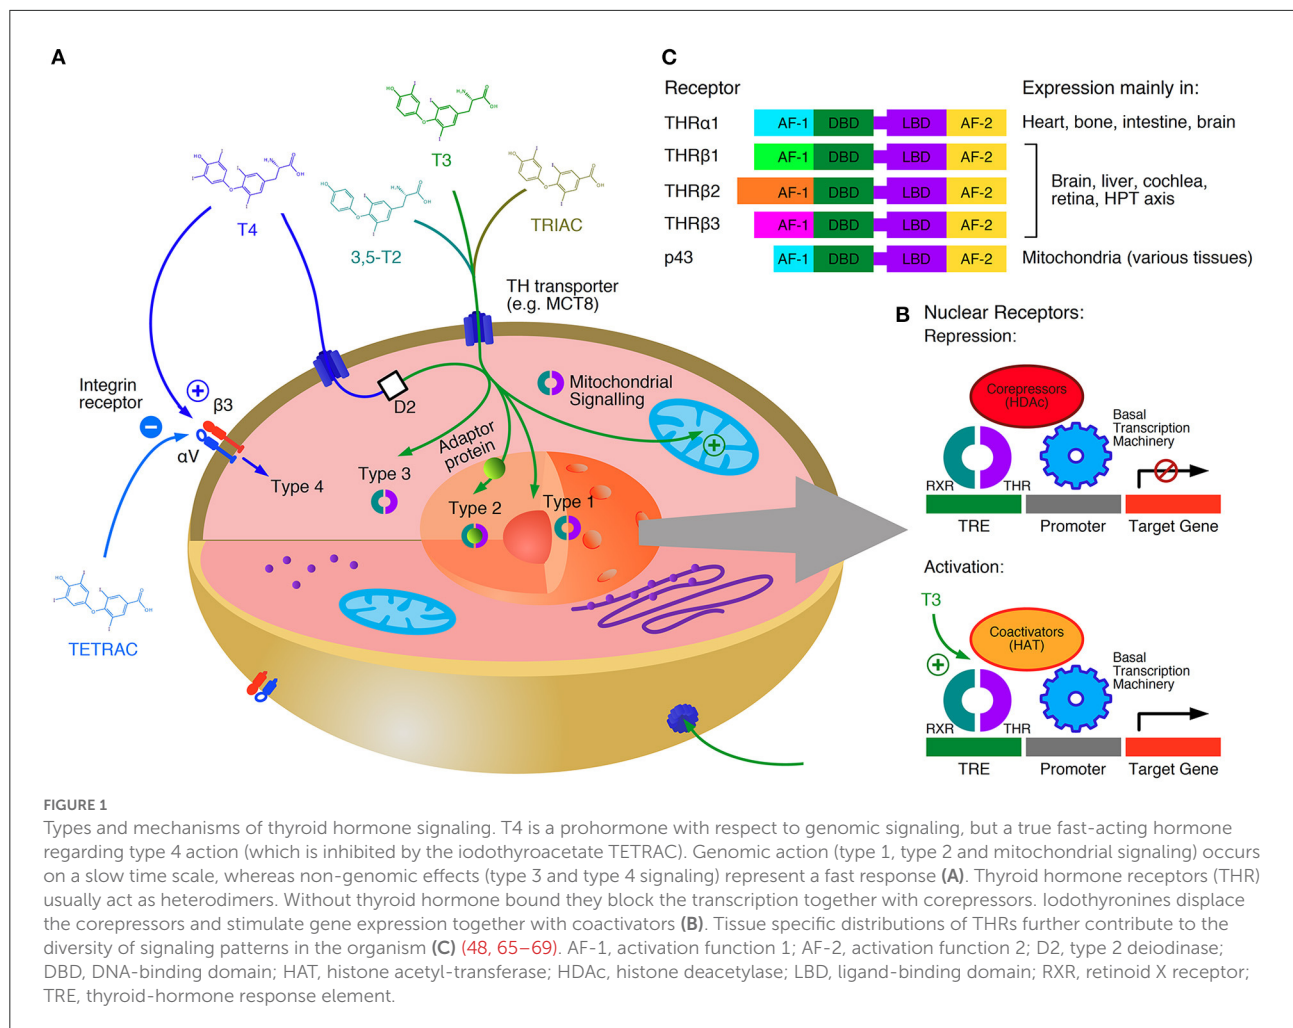 A
T3
T4
3,5-T2
TRIAC
TH transporter
(e.g. MCT8)
Integrin
receptor
β3
αV
D2
Mitochondrial
Signalling
Adaptor
protein
Type 3
Type 4
Type 2
Type 1
TETRAC
C
Receptor
Expression mainly in:
THRα1
AF-1
DBD
LBD
AF-2
Heart, bone, intestine, brain
THRβ1
AF-1
DBD
LBD
AF-2
THRβ2
AF-1
DBD
LBD
AF-2
THRβ3
AF-1
DBD
LBD
AF-2
Brain, liver, cochlea,
retina, HPT axis
p43
AF-1
DBD
LBD
AF-2
Mitochondria (various tissues)
B
Nuclear Receptors:
Repression:
Corepressors
(HDAc)
Basal
Transcription
Machinery
RXR
THR
TRE
Promoter
Target Gene
Activation:
T3
Coactivators
(HAT)
Basal
Transcription
Machinery
RXR
THR
TRE
Promoter
Target Gene
FIGURE 1
Types and mechanisms of thyroid hormone signaling. T4 is a prohormone with respect to genomic signaling, but a true fast-acting hormone
regarding type 4 action (which is inhibited by the iodothyroacetate TETRAC). Genomic action (type 1, type 2 and mitochondrial signaling) occurs
on a slow time scale, whereas non-genomic effects (type 3 and type 4 signaling) represent a fast response (A). Thyroid hormone receptors (THR)
usually act as heterodimers. Without thyroid hormone bound they block the transcription together with corepressors. Iodothyronines displace
the corepressors and stimulate gene expression together with coactivators (B). Tissue specific distributions of THRs further contribute to the
diversity of signaling patterns in the organism (C) (48, 65–69). AF-1, activation function 1; AF-2, activation function 2; D2, type 2 deiodinase;
DBD, DNA-binding domain; HAT, histone acetyl-transferase; HDAc, histone deacetylase; LBD, ligand-binding domain; RXR, retinoid X receptor;
TRE, thyroid-hormone response element.